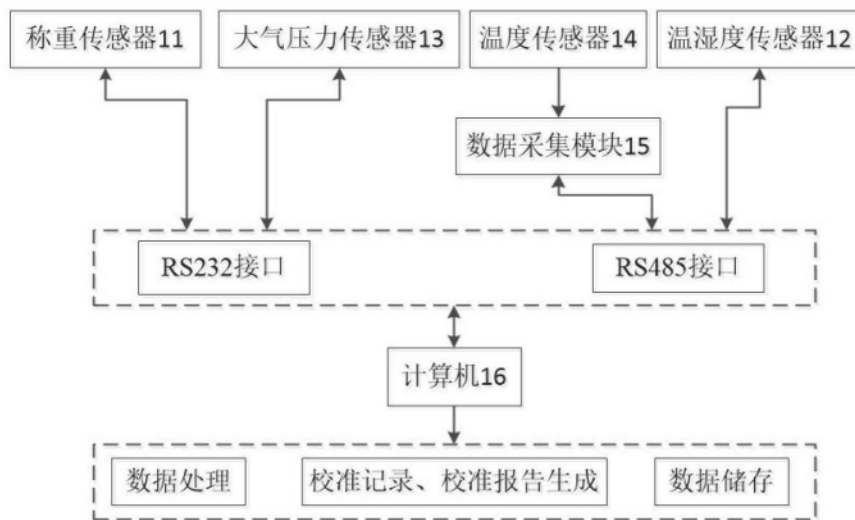 称重传感器11
大气压力传感器13
温度传感器14
温湿度传感器12
数据采集模块15
RS232接口
RS485接口
计算机16
数据处理
校准记录、校准报告生成
数据储存